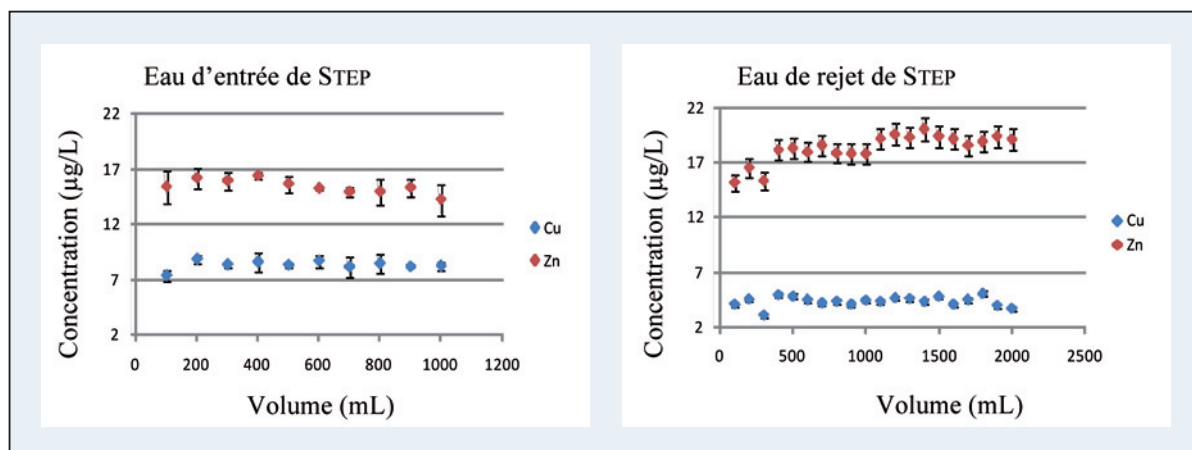 Eau d’entrée de STEP
22
17
12
7
2
0 200 400 600 800 1000 1200
Concentration (µg/L)
Volume (mL)
Cu
Zn
Eau de rejet de STEP
22
17
12
7
2
0 500 1000 1500 2000 2500
Concentration (µg/L)
Volume (mL)
Cu
Zn